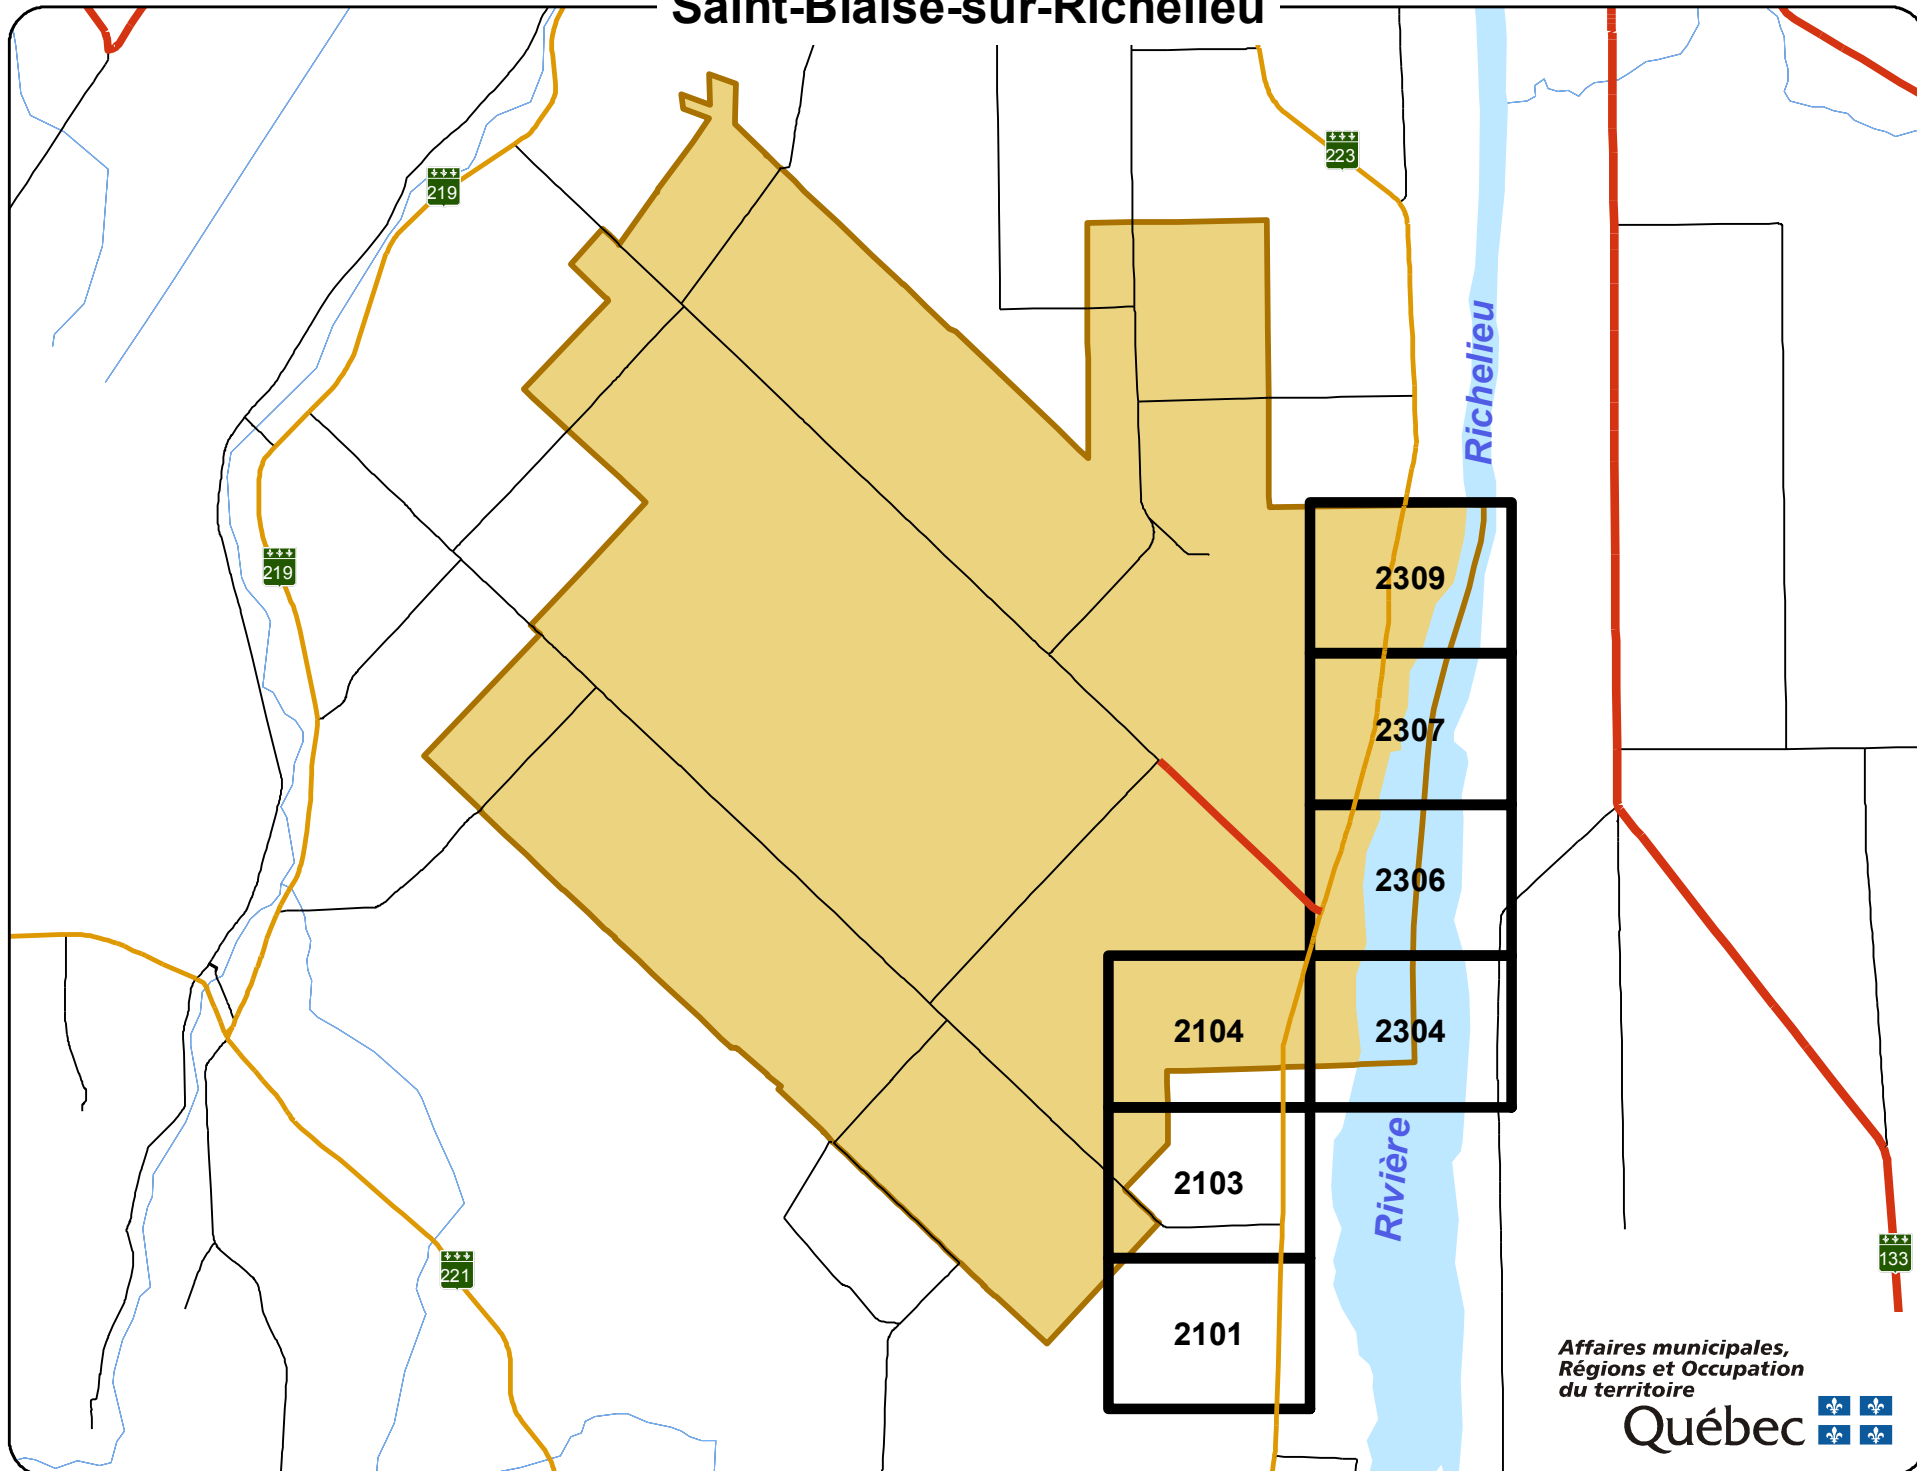 Saint-Blaise-sur-Richelieu
223
219
Richelieu
219
2309
2307
2306
2104
2304
Rivière
2103
133
221
2101
Affaires municipales,
Régions et Occupation
du territoire
Québec